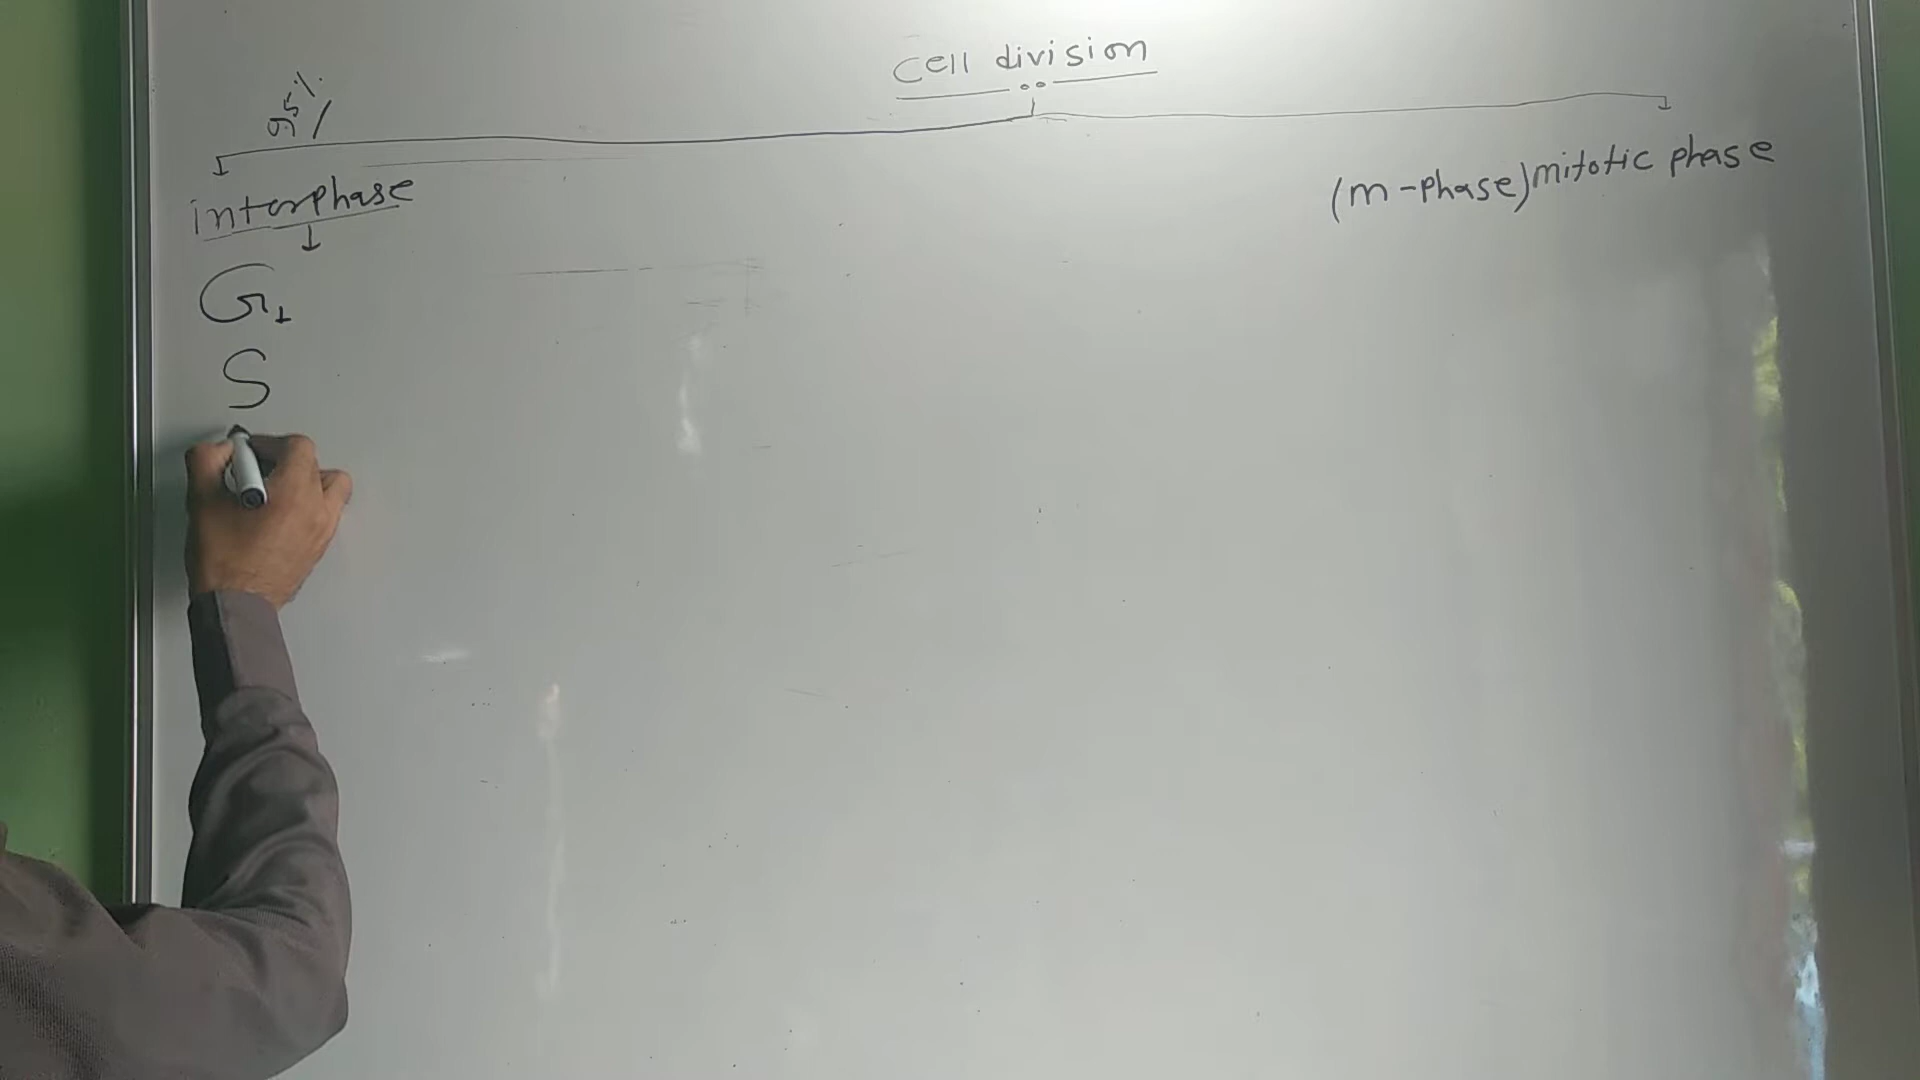 Cell division
95%
interphase
(m-phase) mitotic phase
G1
S